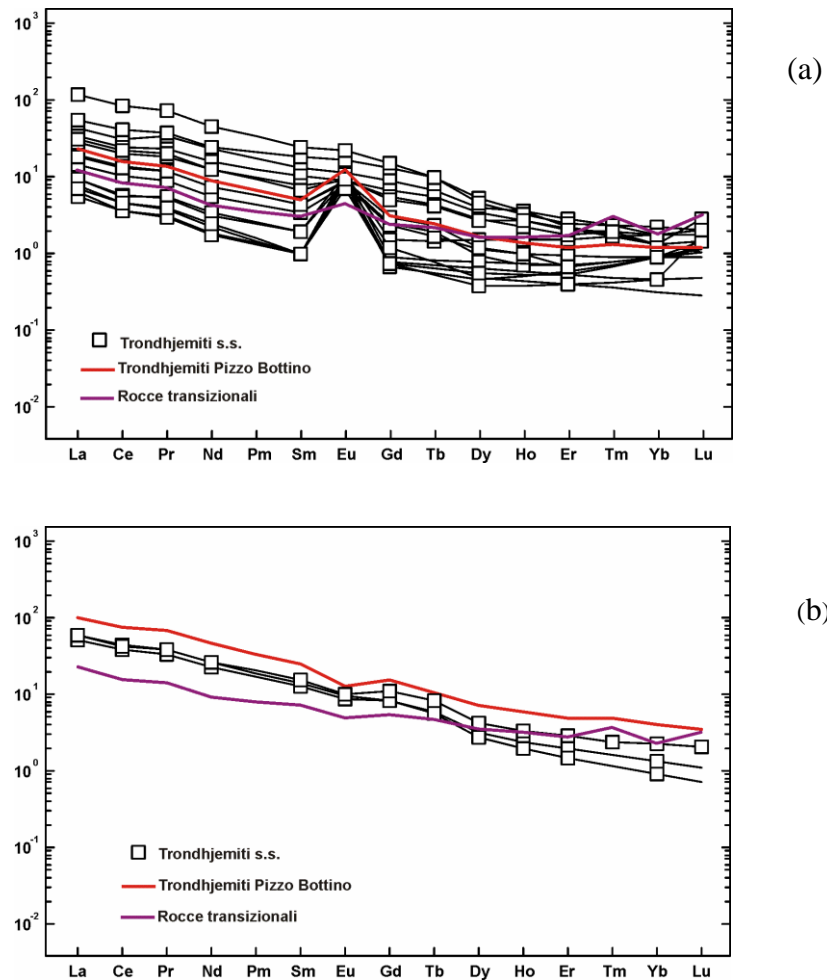 (a)
10³
10²
10¹
10⁰
10⁻¹
10⁻²
Trondhjemiti s.s.
Trondhjemiti Pizzo Bottino
Rocce transizionali
La Ce Pr Nd Pm Sm Eu Gd Tb Dy Ho Er Tm Yb Lu
(b)
10³
10²
10¹
10⁰
10⁻¹
10⁻²
Trondhjemiti s.s.
Trondhjemiti Pizzo Bottino
Rocce transizionali
La Ce Pr Nd Pm Sm Eu Gd Tb Dy Ho Er Tm Yb Lu